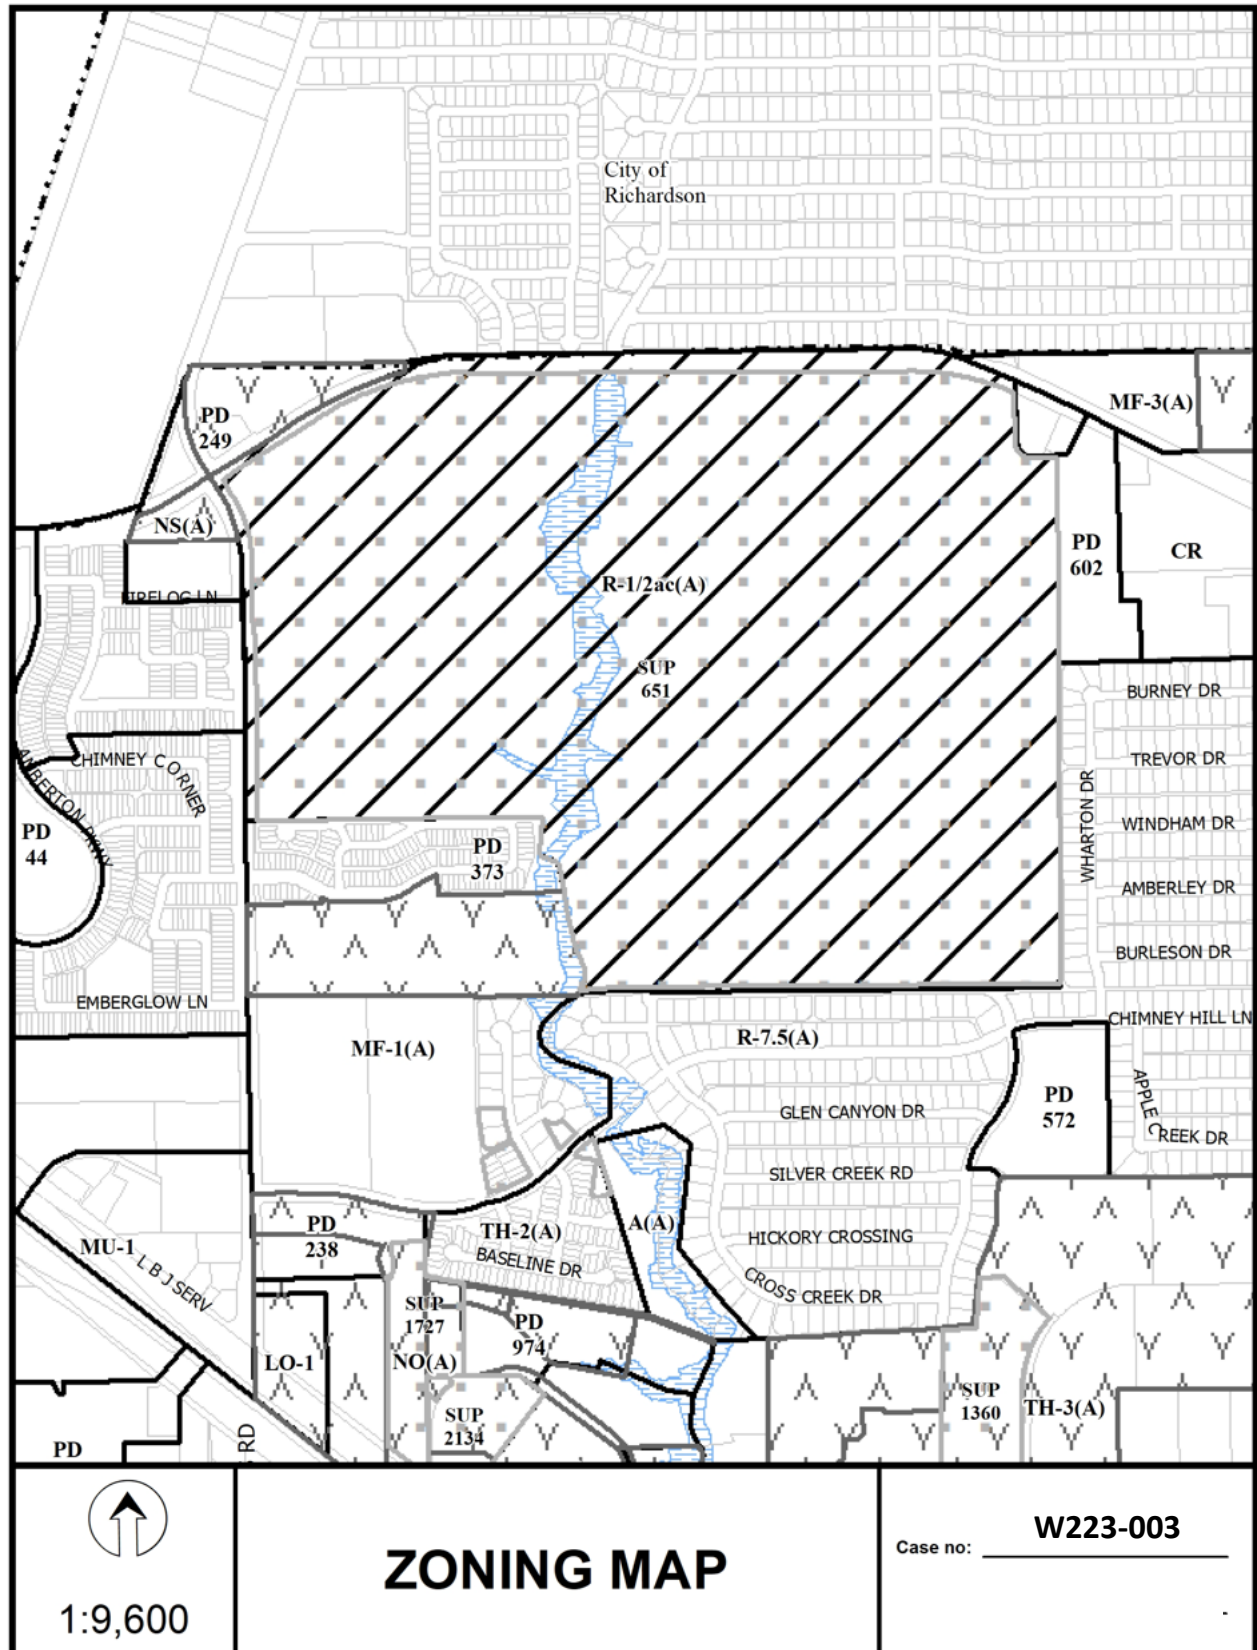 City of
Richardson
MF-3(A)
PD
249
NS(A)
PD
602
CR
FIRELOG LN
R-1/2ac(A)
SUP
651
BURNEY DR
TREVOR DR
CHIMNEY CORNER
AMBERTON PKWY
WHARTON DR
WINDHAM DR
PD
44
PD
373
AMBERLEY DR
BURLESON DR
EMBERGLOW LN
CHIMNEY HILL LN
MF-1(A)
R-7.5(A)
PD
572
GLEN CANYON DR
APPLE CREEK DR
SILVER CREEK RD
PD
238
TH-2(A)
A(A)
HICKORY CROSSING
MU-1
L B J SERV
BASELINE DR
CROSS CREEK DR
SUP
1727
PD
974
LO-1
NO(A)
SUP
2134
SUP
1360
TH-3(A)
PD
RD
1:9,600
ZONING MAP
Case no: W223-003